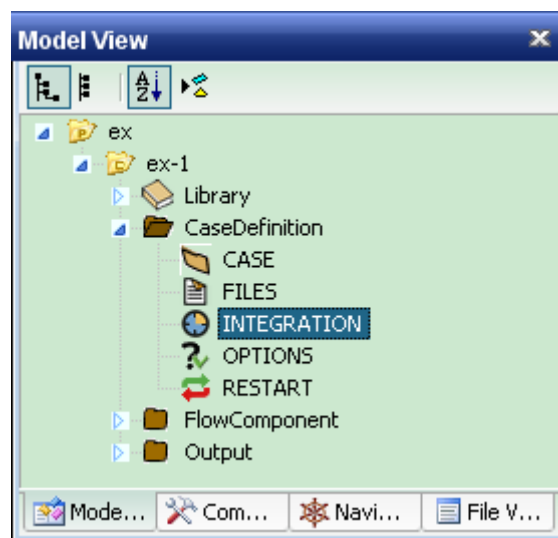 Model View
ex
ex-1
Library
CaseDefinition
CASE
FILES
INTEGRATION
OPTIONS
RESTART
FlowComponent
Output
Mode... Com... Navi... File V...